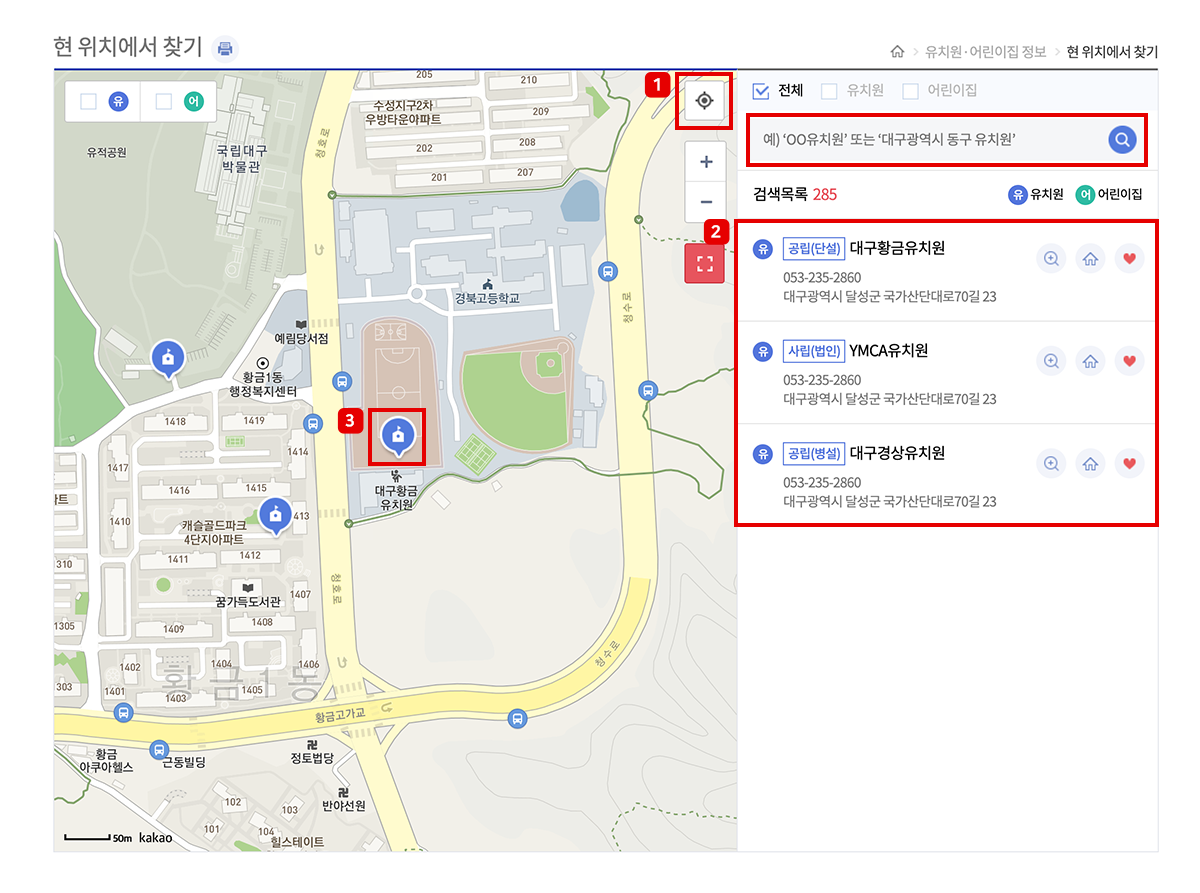 현 위치에서 찾기
유치원·어린이집 정보
현 위치에서 찾기
유
어
1
2
3
205
210
수성지구2차
우방타운아파트
209
202
208
201
207
청호로
유적공원
국립대구
박물관
경북고등학교
청수로
예림당서점
황금1동
행정복지센터
1418
1419
1414
1417
1416
1415
대구황금
유치원
아파트
1410
413
캐슬골드파크
4단지아파트
310
1411
1412
꿈가득도서관
1407
청호로
1305
1409
1408
청수로
1402
1404
1406
황금1동
303
1401
1403
1405
황금고가교
황금
아쿠아헬스
근동빌딩
정토법당
반야선원
102
103
101
104
힐스테이트
50m
kakao
전체
유치원
어린이집
예) ‘OO유치원’ 또는 ‘대구광역시 동구 유치원’
검색목록 285
유 유치원
어 어린이집
유 공립(단설) 대구황금유치원
053-235-2860
대구광역시 달성군 국가산단대로70길 23
유 사립(법인) YMCA유치원
053-235-2860
대구광역시 달성군 국가산단대로70길 23
유 공립(병설) 대구경상유치원
053-235-2860
대구광역시 달성군 국가산단대로70길 23